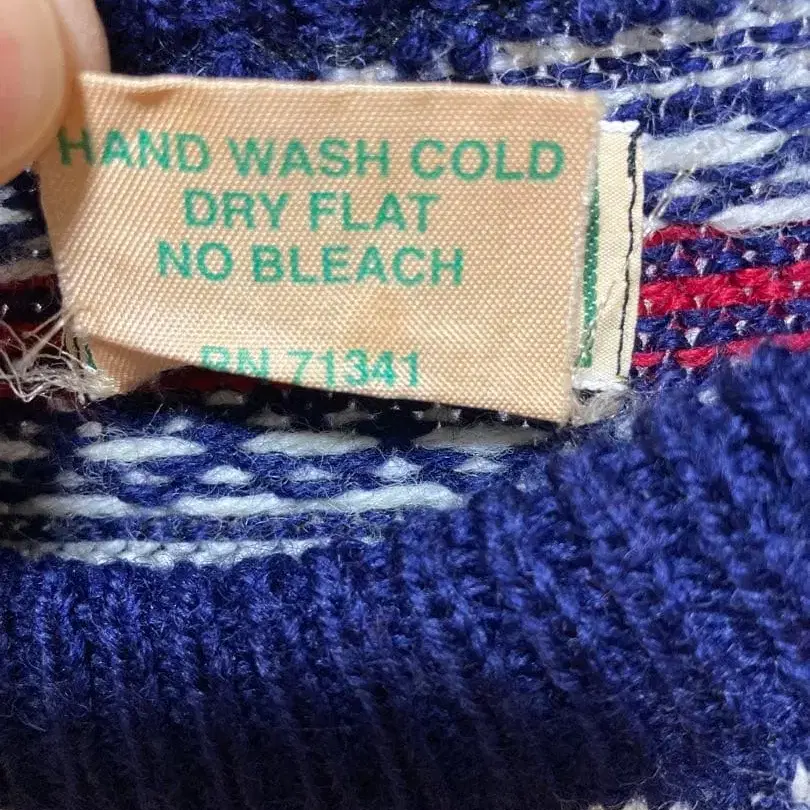 HAND WASH COLD
DRY FLAT
NO BLEACH
RN 71341